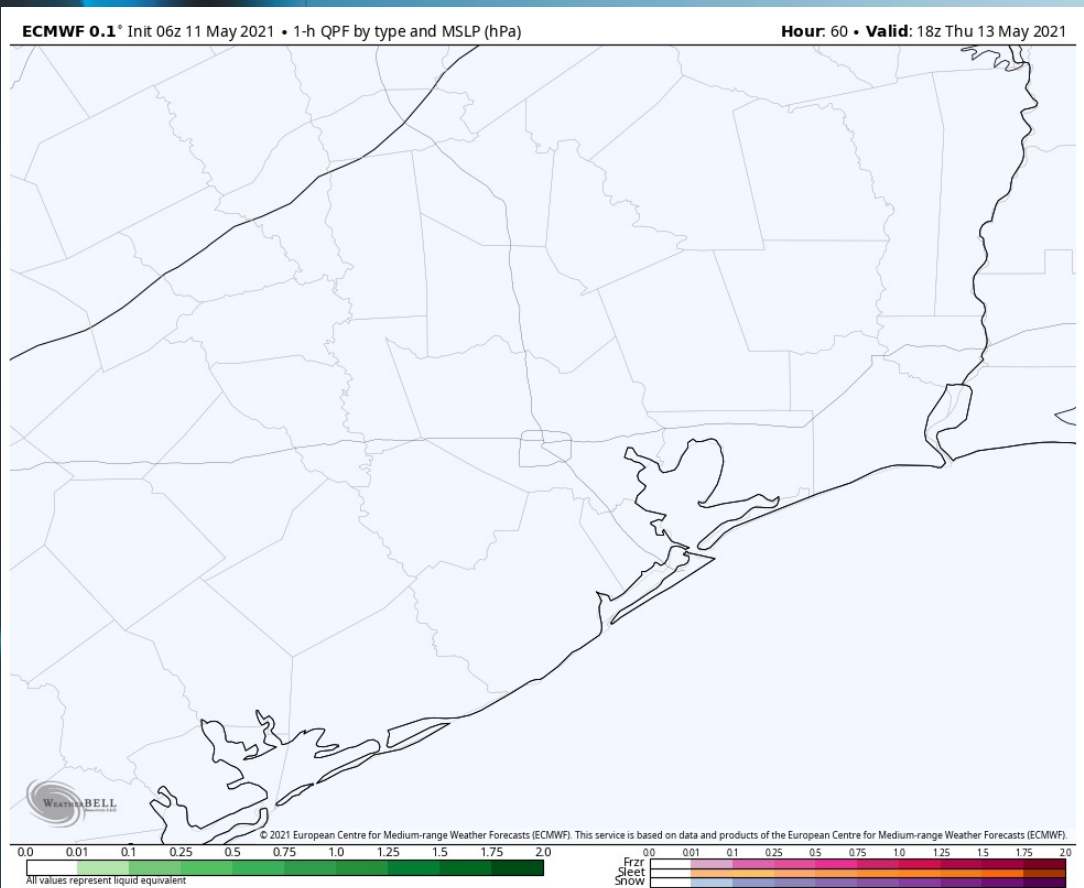 ECMWF 0.1° Init 06z 11 May 2021 • 1-h QPF by type and MSLP (hPa) Hour: 60 • Valid: 18z Thu 13 May 2021
WEATHERBELL
© 2021 European Centre for Medium-range Weather Forecasts (ECMWF). This service is based on data and products of the European Centre for Medium-range Weather Forecasts (ECMWF).
0.0 0.01 0.1 0.25 0.5 0.75 1.0 1.25 1.5 1.75 2.0
All values represent liquid equivalent
0.0 0.01 0.1 0.25 0.5 0.75 1.0 1.25 1.5 1.75 2.0
Frzr
Sleet
Snow